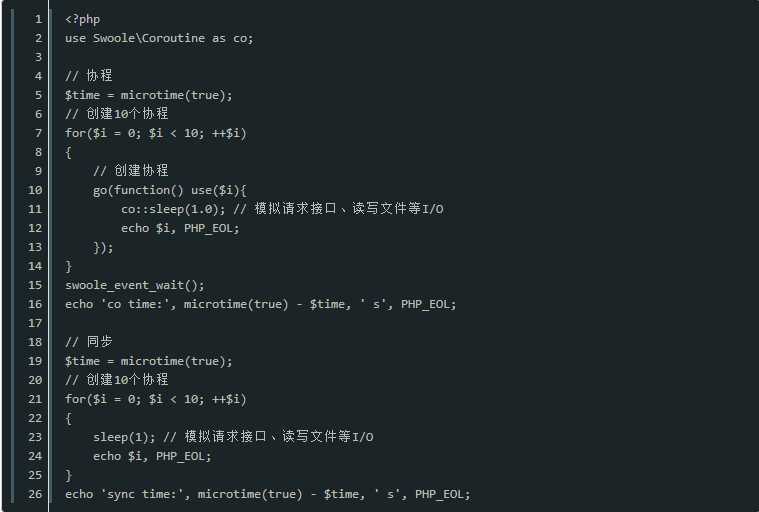 1 <?php
2 use Swoole\Coroutine as co;
3
4 // 协程
5 $time = microtime(true);
6 // 创建10个协程
7 for($i = 0; $i < 10; ++$i)
8 {
9     // 创建协程
10     go(function() use($i){
11         co::sleep(1.0); // 模拟请求接口、读写文件等I/O
12         echo $i, PHP_EOL;
13     });
14 }
15 swoole_event_wait();
16 echo 'co time:', microtime(true) - $time, ' s', PHP_EOL;
17
18 // 同步
19 $time = microtime(true);
20 // 创建10个协程
21 for($i = 0; $i < 10; ++$i)
22 {
23     sleep(1); // 模拟请求接口、读写文件等I/O
24     echo $i, PHP_EOL;
25 }
26 echo 'sync time:', microtime(true) - $time, ' s', PHP_EOL;